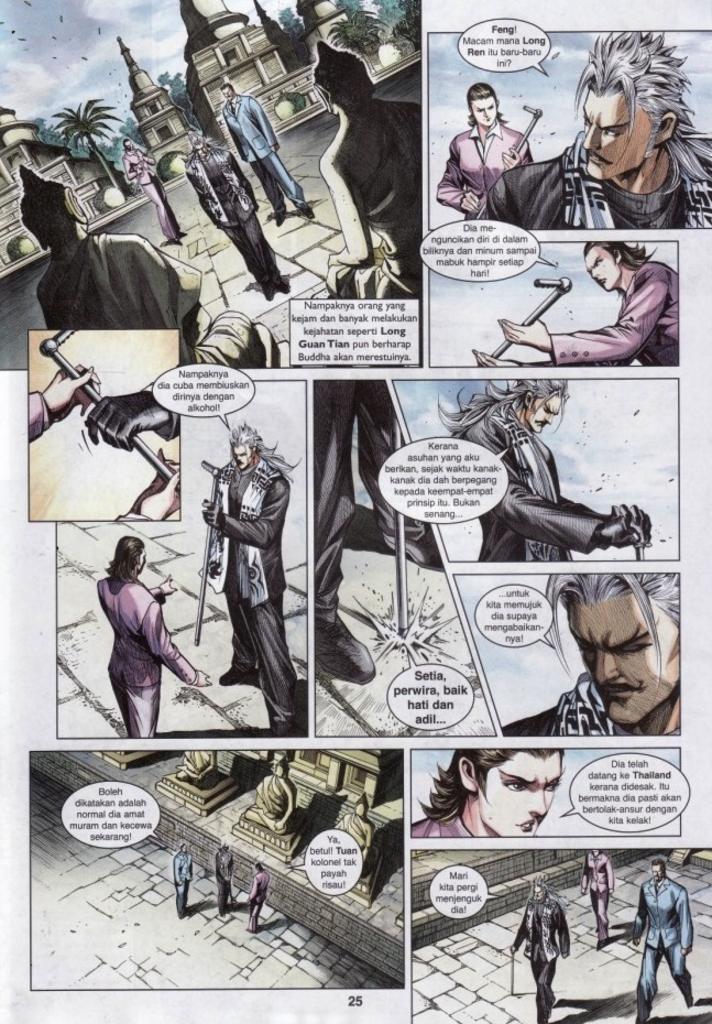 Nampaknya orang yang
kejam dan banyak melakukan
kejahatan seperti Long
Guan Tian pun berharap
Buddha akan merestuinya.
Feng!
Macam mana Long
Ren itu baru-baru
ini?
Dia me-
nguncikan diri di dalam
biliknya dan minum sampai
mabuk hampir setiap
hari!
Nampaknya
dia cuba membiuskan
dirinya dengan
alkohol!
Kerana
asuhan yang aku
berikan, sejak waktu kanak-
kanak dia dah berpegang
kepada keempat-empat
prinsip itu. Bukan
senang...
Setia,
perwira, baik
hati dan
adil...
...untuk
kita memujuk
dia supaya
mengabaikan-
nya!
Boleh
dikatakan adalah
normal dia amat
muram dan kecewa
sekarang!
Ya,
betul! Tuan
kolonel tak
payah
risau!
Dia telah
datang ke Thailand
kerana didesak. Itu
bermakna dia pasti akan
bertolak-ansur dengan
kita kelak!
Mari
kita pergi
menjenguk
dia!
25